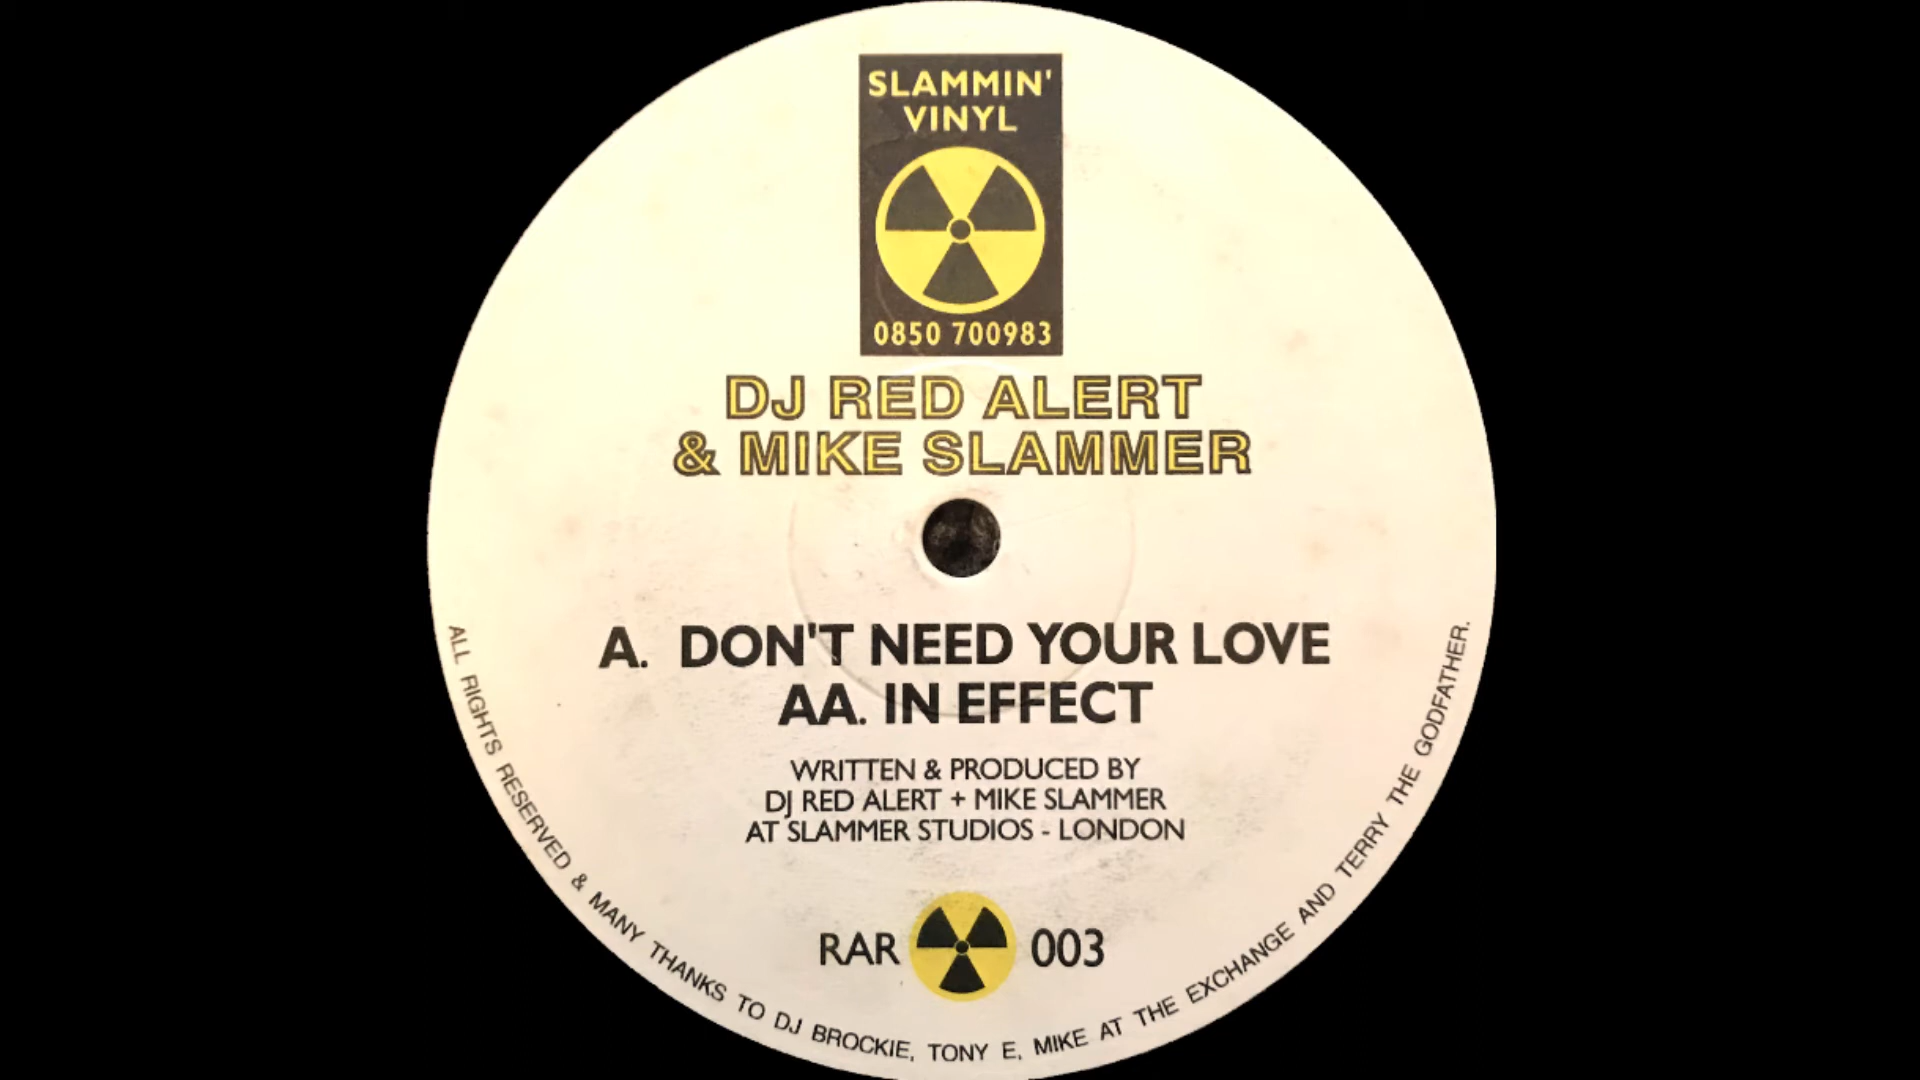 SLAMMIN'
VINYL
0850 700983
DJ RED ALERT
& MIKE SLAMMER
A. DON'T NEED YOUR LOVE
AA. IN EFFECT
WRITTEN & PRODUCED BY
DJ RED ALERT + MIKE SLAMMER
AT SLAMMER STUDIOS - LONDON
RAR 003
ALL RIGHTS RESERVED & MANY THANKS TO DJ BROCKIE, TONY E, MIKE AT THE EXCHANGE AND TERRY THE GODFATHER.